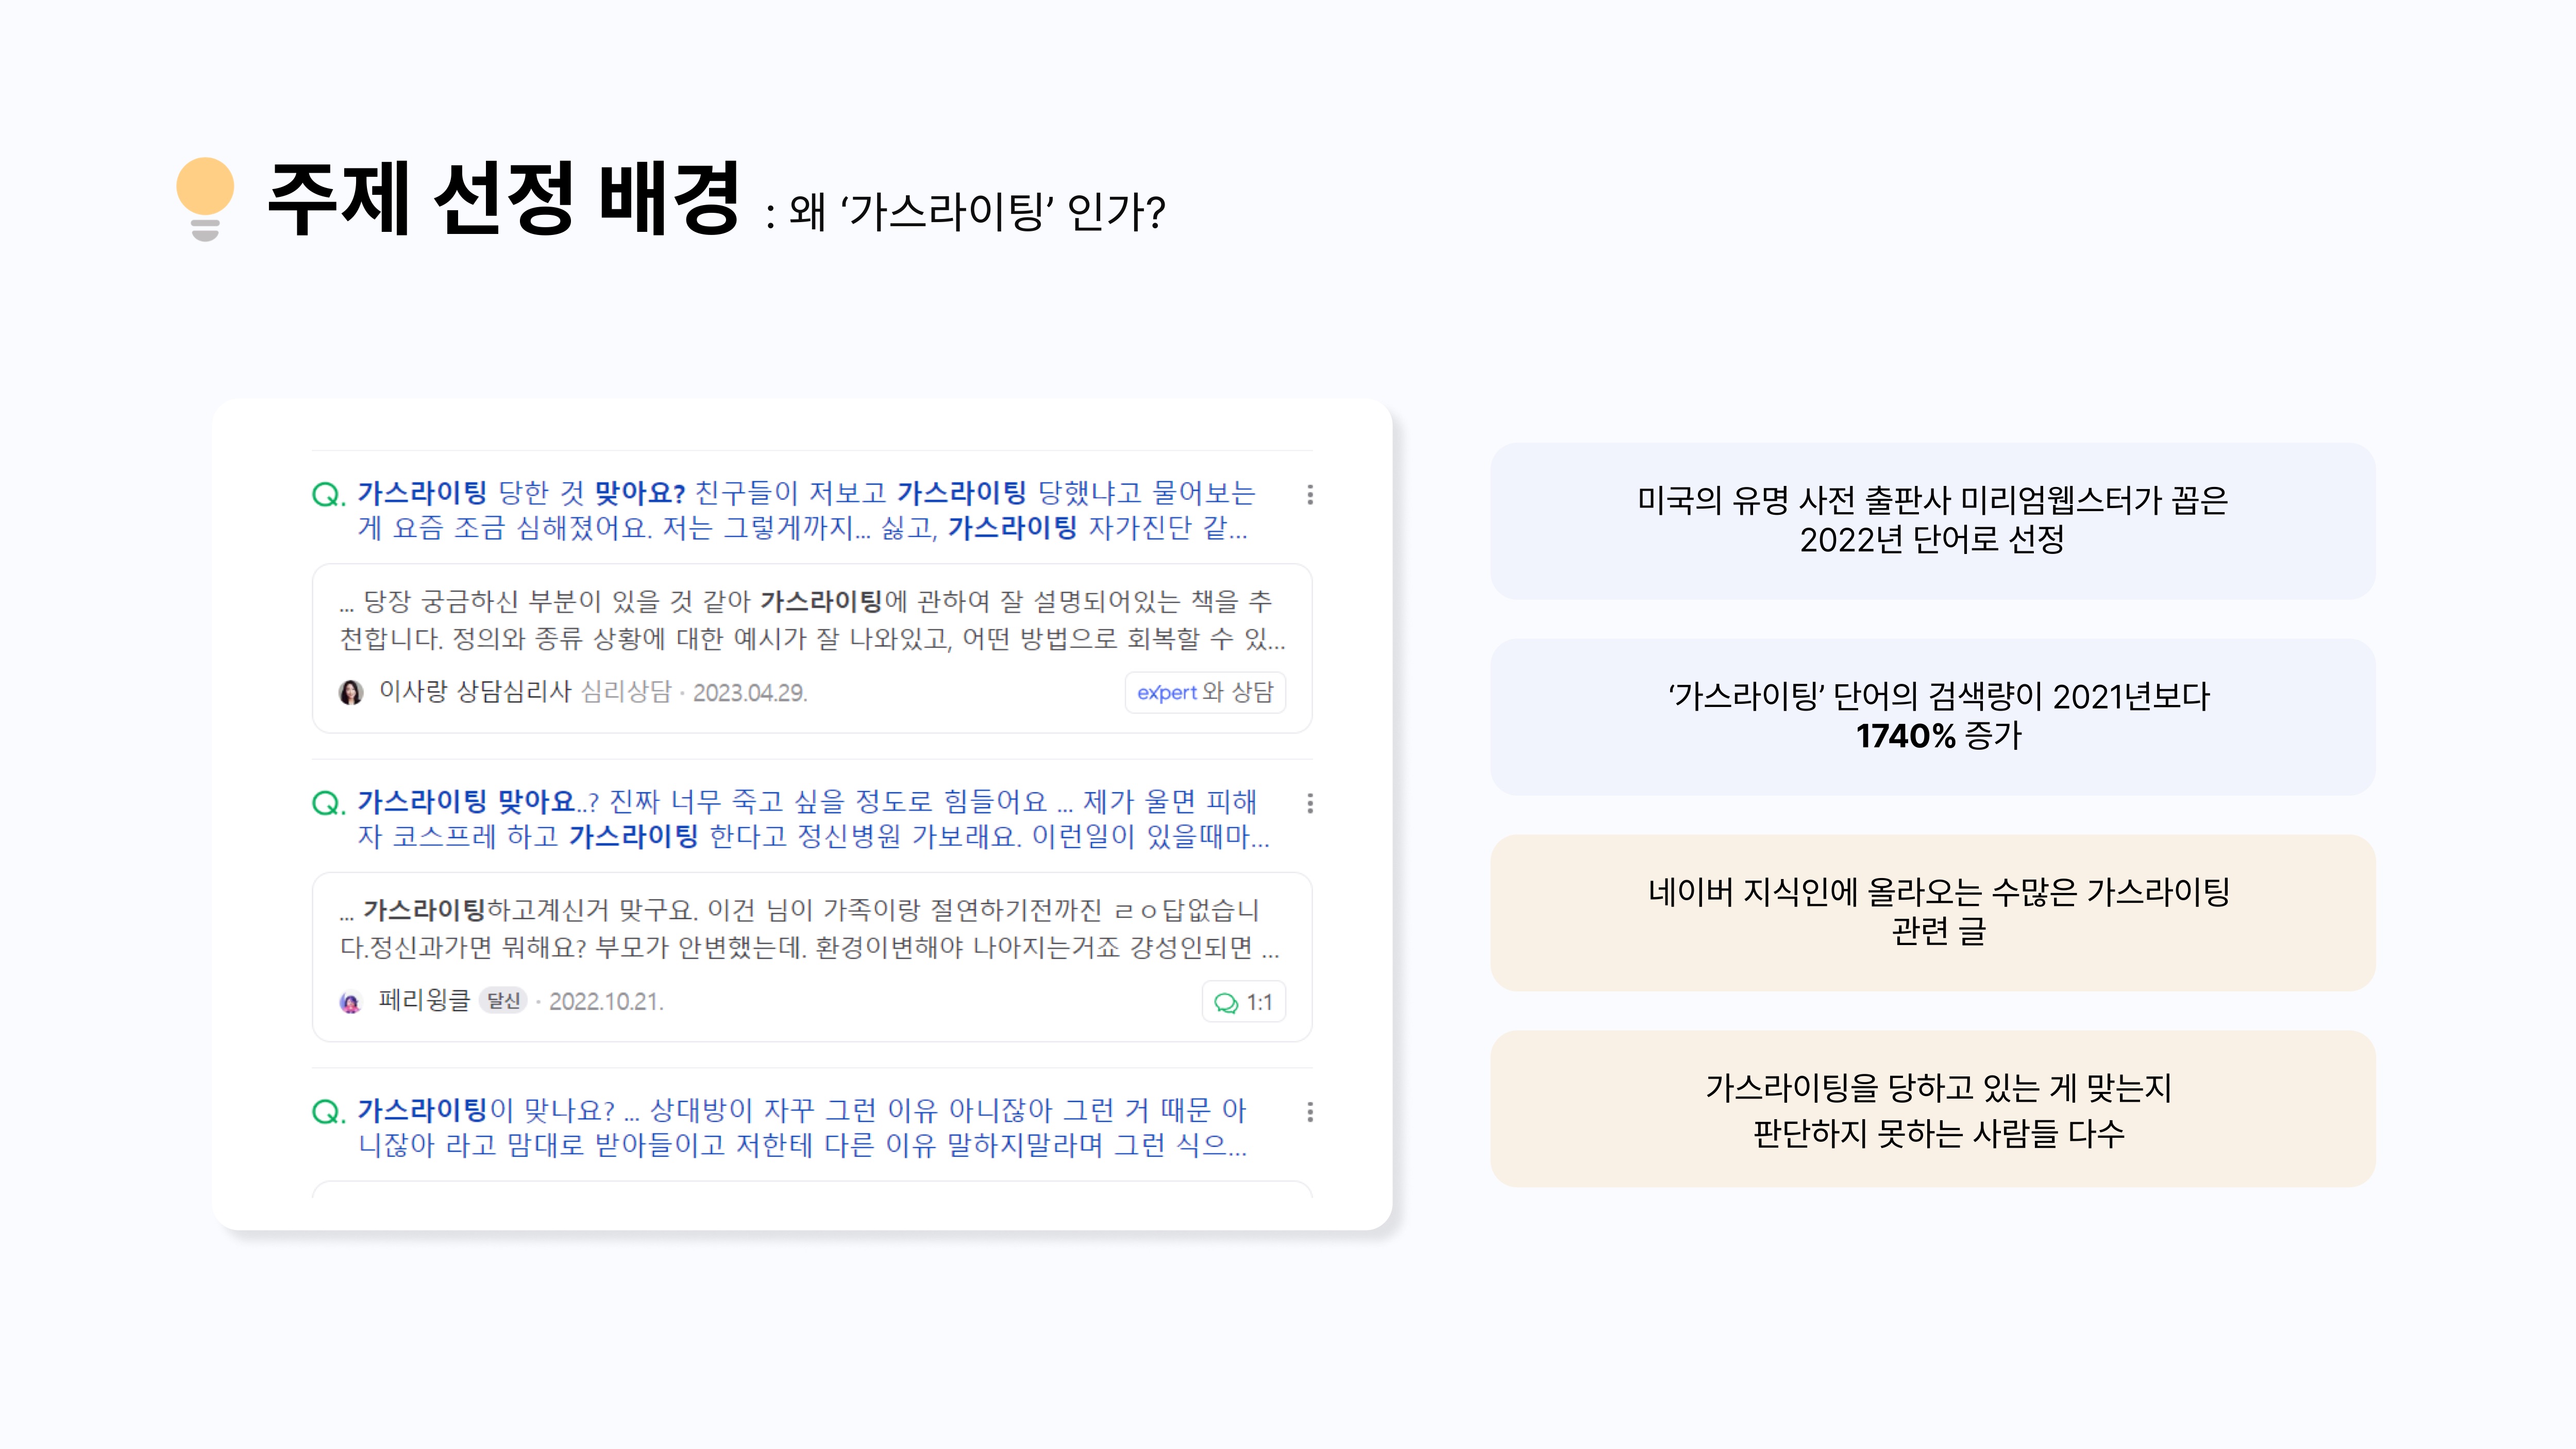 주제 선정 배경 : 왜 ‘가스라이팅’ 인가?
Q. 가스라이팅 당한 것 맞아요? 친구들이 저보고 가스라이팅 당했냐고 물어보는
게 요즘 조금 심해졌어요. 저는 그렇게까지... 싫고, 가스라이팅 자가진단 같...
... 당장 궁금하신 부분이 있을 것 같아 가스라이팅에 관하여 잘 설명되어있는 책을 추
천합니다. 정의와 종류 상황에 대한 예시가 잘 나와있고, 어떤 방법으로 회복할 수 있...
이사랑 상담심리사 심리상담 · 2023.04.29.
expert 와 상담
Q. 가스라이팅 맞아요..? 진짜 너무 죽고 싶을 정도로 힘들어요 ... 제가 울면 피해
자 코스프레 하고 가스라이팅 한다고 정신병원 가보래요. 이런일이 있을때마...
... 가스라이팅하고계신거 맞구요. 이건 님이 가족이랑 절연하기전까진 ㄹㅇ답없습니
다.정신과가면 뭐해요? 부모가 안변했는데. 환경이변해야 나아지는거죠 걍성인되면 ...
페리윙클 달신 · 2022.10.21.
1:1
Q. 가스라이팅이 맞나요? ... 상대방이 자꾸 그런 이유 아니잖아 그런 거 때문 아
니잖아 라고 맘대로 받아들이고 저한테 다른 이유 말하지말라며 그런 식으...
미국의 유명 사전 출판사 미리엄웹스터가 꼽은
2022년 단어로 선정
‘가스라이팅’ 단어의 검색량이 2021년보다
1740% 증가
네이버 지식인에 올라오는 수많은 가스라이팅
관련 글
가스라이팅을 당하고 있는 게 맞는지
판단하지 못하는 사람들 다수